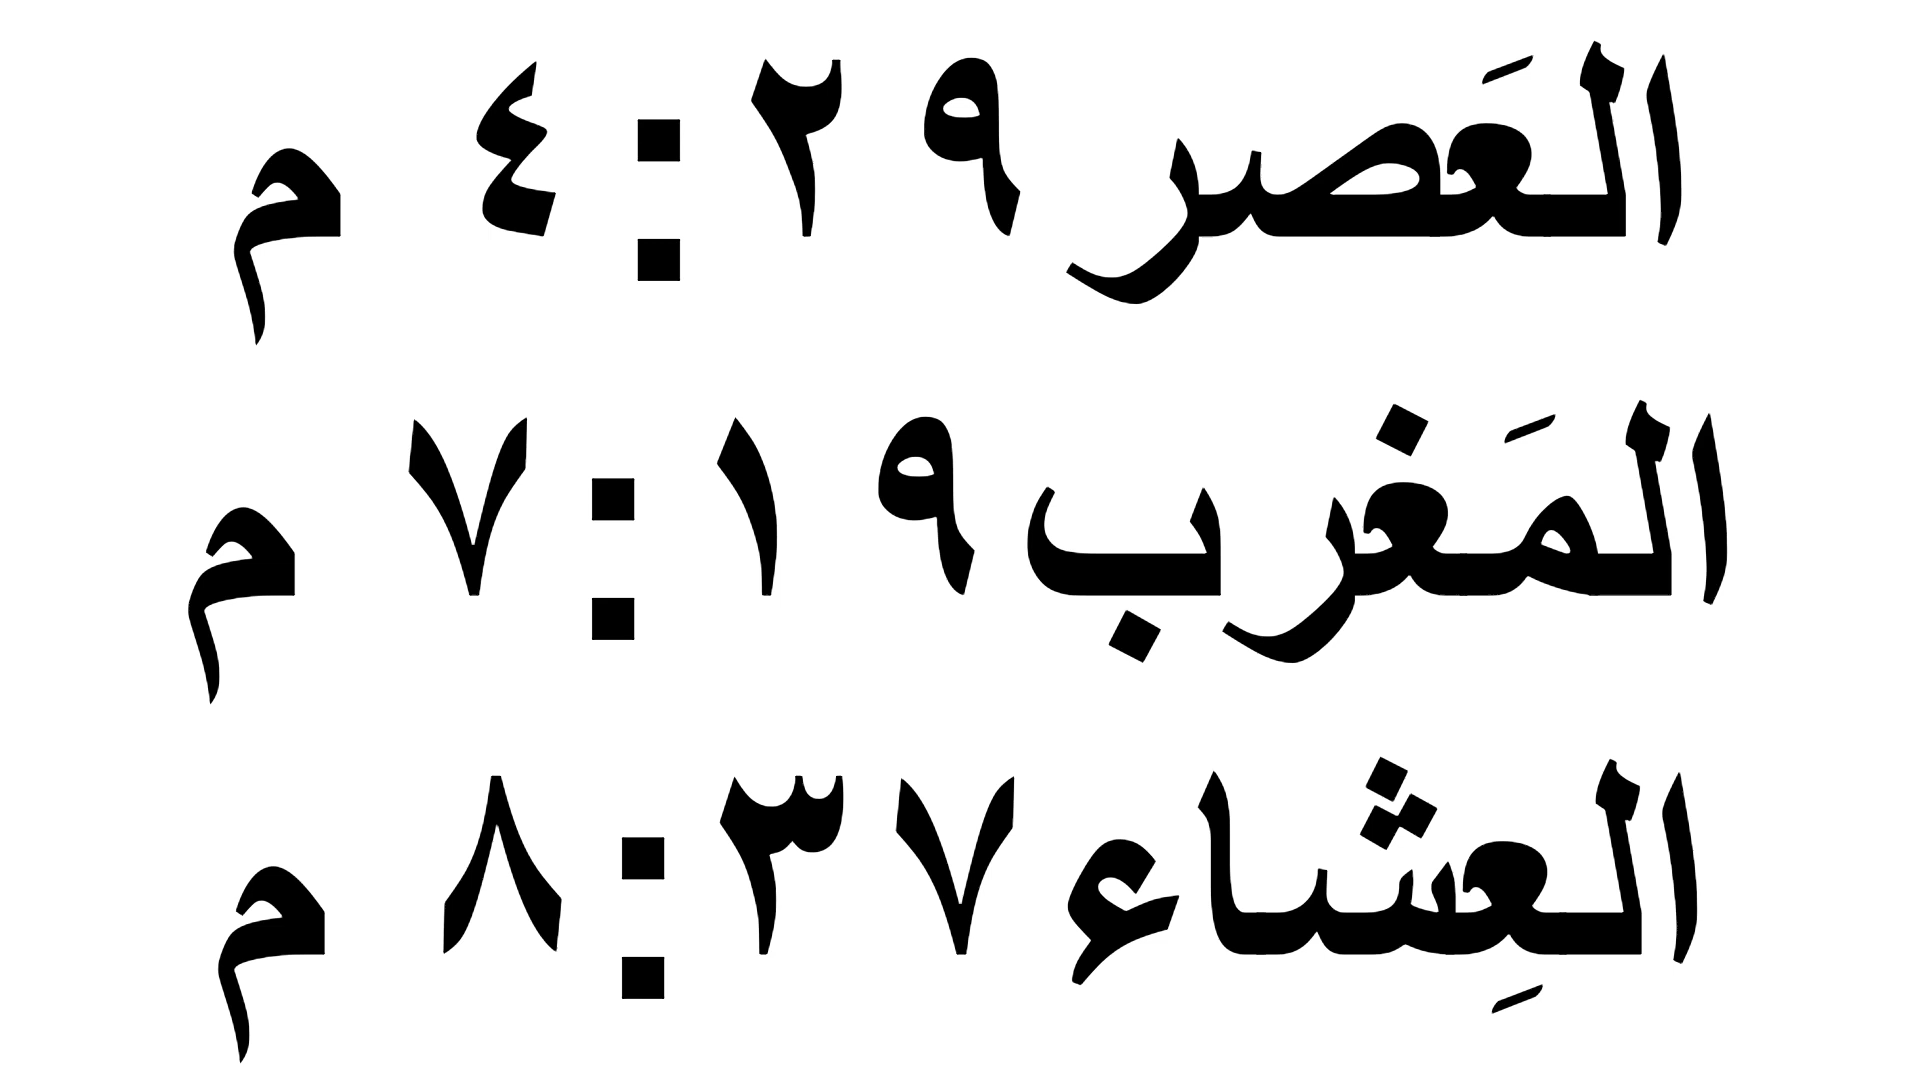 العَصر ٤:٢٩ م
المَغرب ٧:١٩ م
العِشاء ٨:٣٧ م